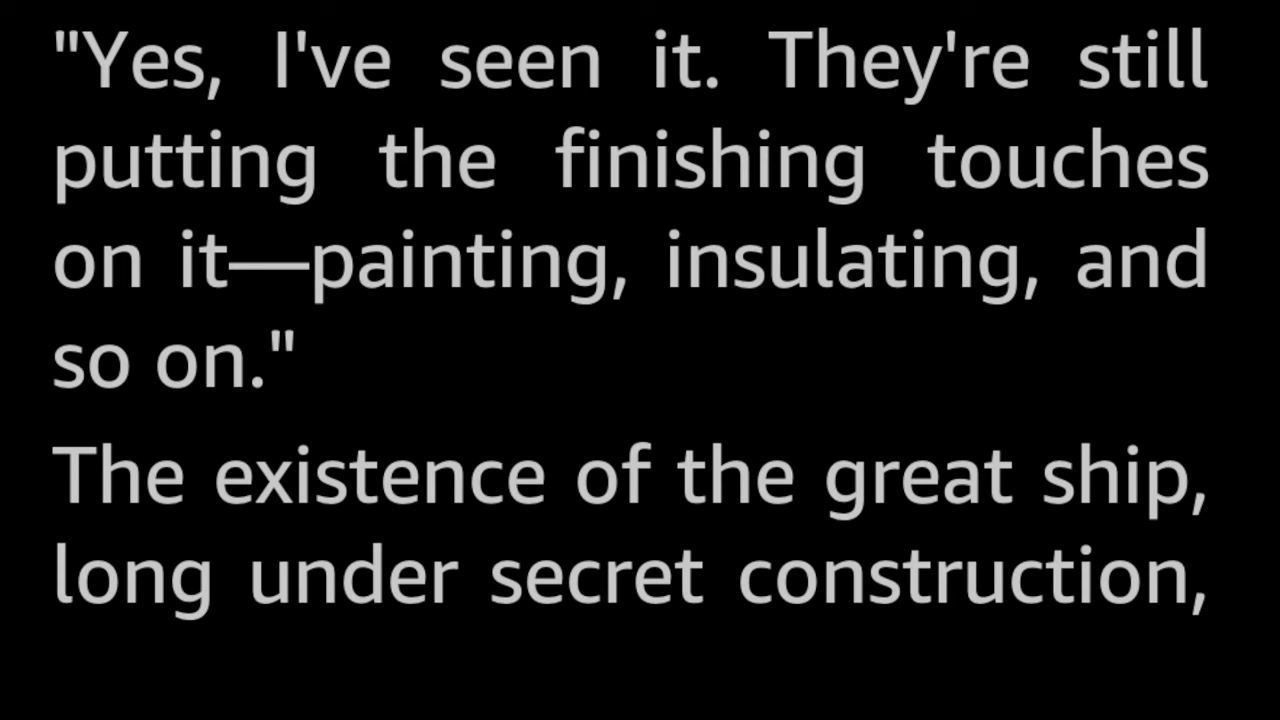 "Yes, I've seen it. They're still
putting the finishing touches
on it—painting, insulating, and
so on."
The existence of the great ship,
long under secret construction,